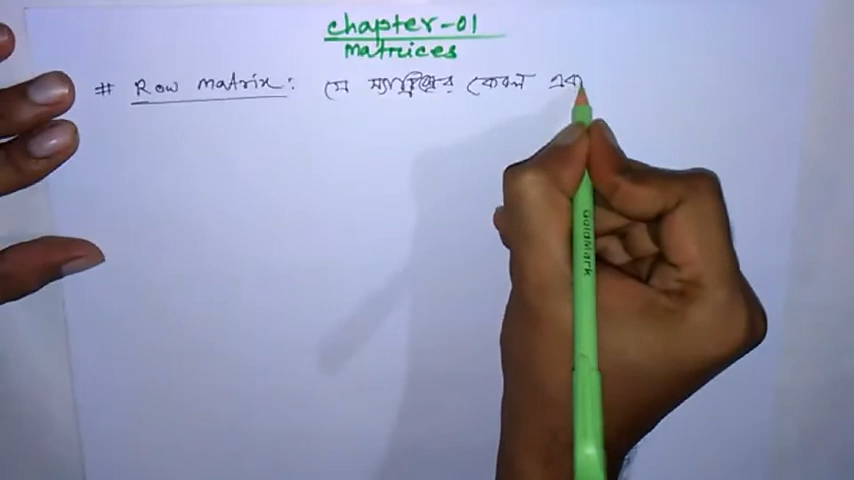 chapter-01
matrices
# Row matrix: যে ম্যাট্রিক্সের কেবল এক
GoldMark